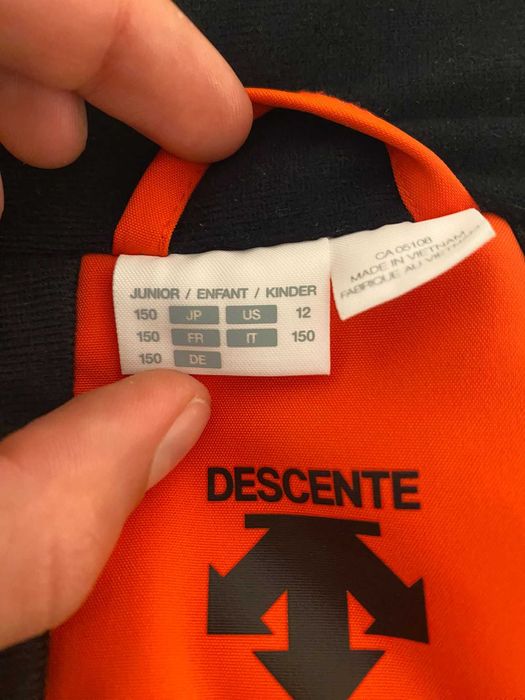 JUNIOR / ENFANT / KINDER
150 JP US 12
150 FR IT 150
150 DE
CA 05106
MADE IN VIETNAM
FABRIQUE AU VIETNAM
DESCENTE